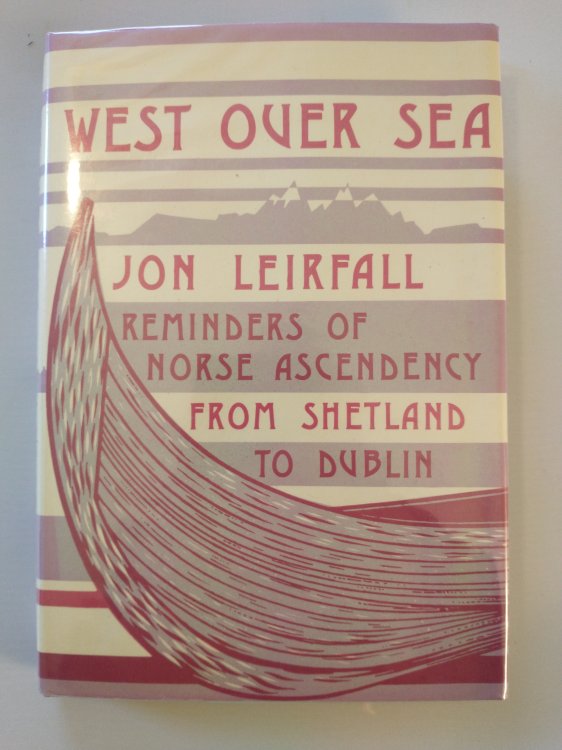 WEST OVER SEA
JON LEIRFALL
REMINDERS OF
NORSE ASCENDENCY
FROM SHETLAND
TO DUBLIN